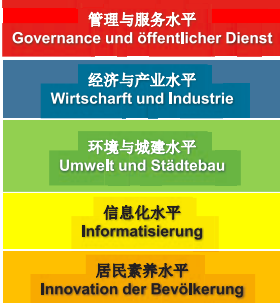 管理与服务水平
Governance und öffentlicher Dienst
经济与产业水平
Wirtscharft und Industrie
环境与城建水平
Umwelt und Städtebau
信息化水平
Informatisierung
居民素养水平
Innovation der Bevölkerung